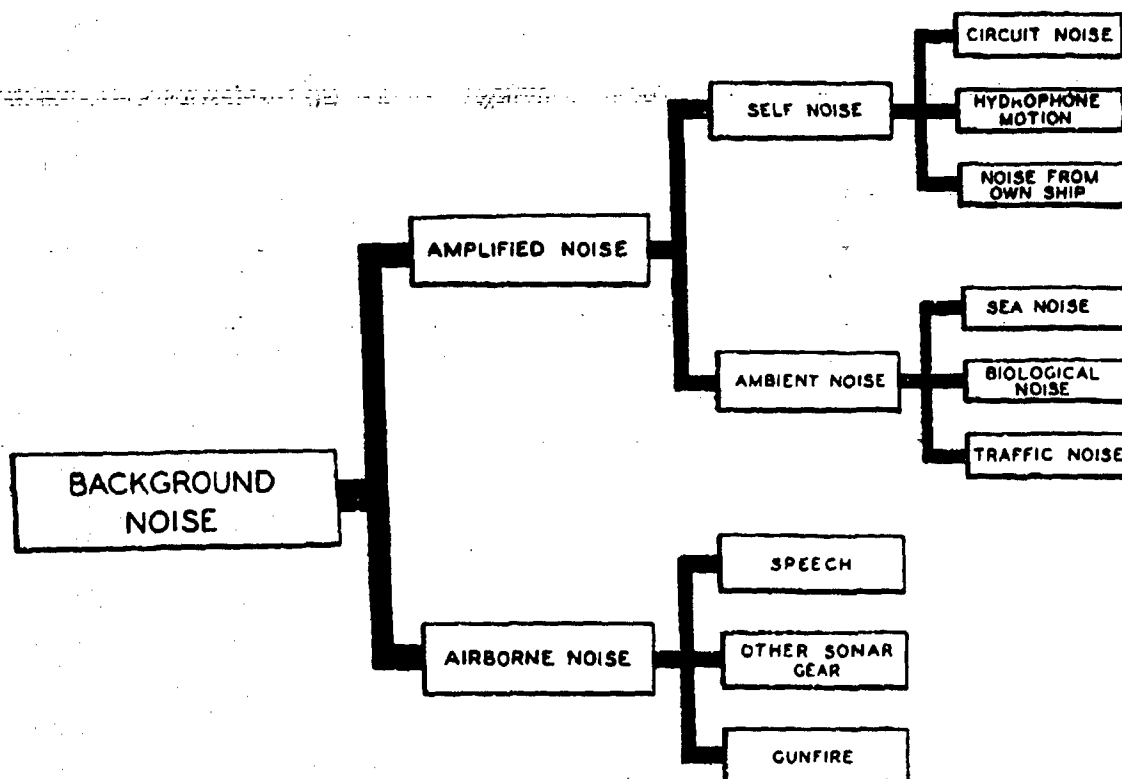 BACKGROUND
NOISE
AMPLIFIED NOISE
SELF NOISE
CIRCUIT NOISE
HYDROPHONE
MOTION
NOISE FROM
OWN SHIP
AMBIENT NOISE
SEA NOISE
BIOLOGICAL
NOISE
TRAFFIC NOISE
AIRBORNE NOISE
SPEECH
OTHER SONAR
GEAR
GUNFIRE